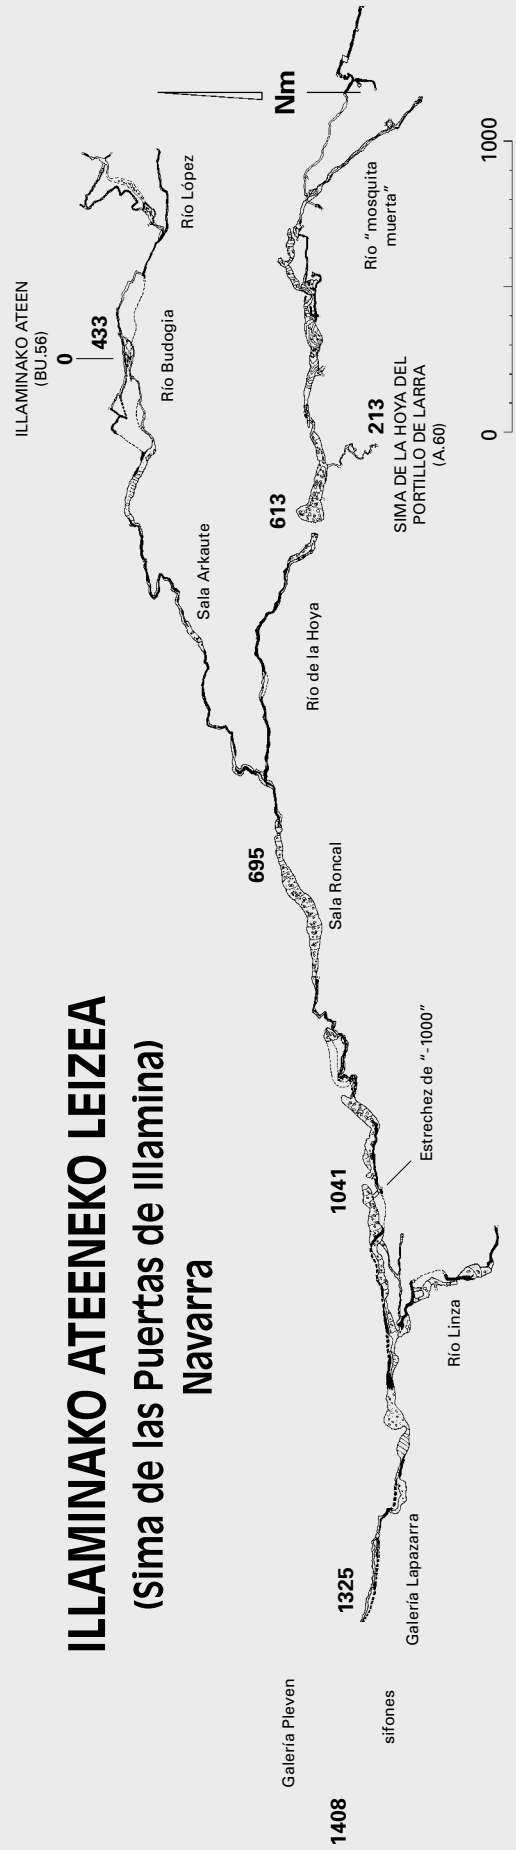 ILLAMINAKO ATEENEKO LEIZEA
(Sima de las Puertas de Illamina)
Navarra
1408
Galería Pleven
sifones
1325
Galería Lapazarra
Río Linza
1041
Estrechez de “-1000”
695
Sala Roncal
Río de la Hoya
Sala Arkaute
613
213
SIMA DE LA HOYA DEL
PORTILLO DE LARRA
(A.60)
ILLAMINAKO ATEEN
(BU.56)
0
433
Río Budogia
Río López
Río “mosquita
muerta”
Nm
0
1000